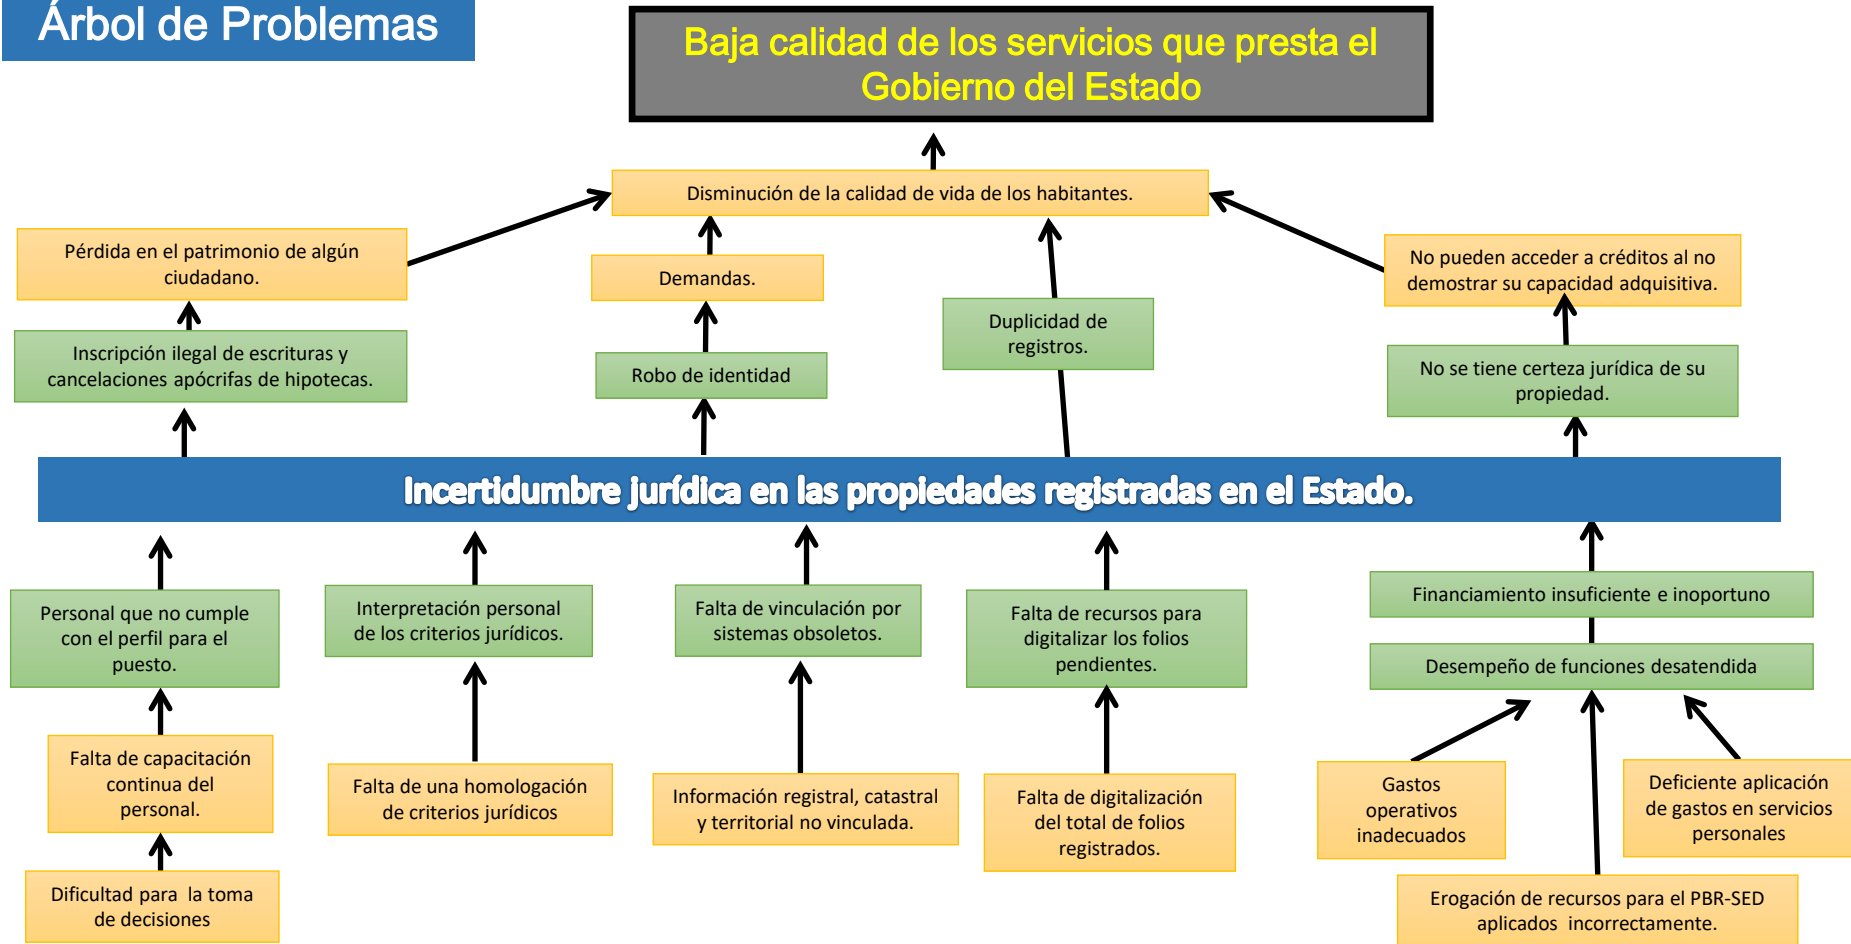 Árbol de Problemas
Baja calidad de los servicios que presta el
Gobierno del Estado
Disminución de la calidad de vida de los habitantes.
Pérdida en el patrimonio de algún
ciudadano.
Demandas.
No pueden acceder a créditos al no
demostrar su capacidad adquisitiva.
Inscripción ilegal de escrituras y
cancelaciones apócrifas de hipotecas.
Robo de identidad
Duplicidad de
registros.
No se tiene certeza jurídica de su
propiedad.
Incertidumbre jurídica en las propiedades registradas en el Estado.
Personal que no cumple
con el perfil para el
puesto.
Interpretación personal
de los criterios jurídicos.
Falta de vinculación por
sistemas obsoletos.
Falta de recursos para
digitalizar los folios
pendientes.
Financiamiento insuficiente e inoportuno
Desempeño de funciones desatendida
Falta de capacitación
continua del
personal.
Falta de una homologación
de criterios jurídicos
Información registral, catastral
y territorial no vinculada.
Falta de digitalización
del total de folios
registrados.
Gastos
operativos
inadecuados
Deficiente aplicación
de gastos en servicios
personales
Dificultad para  la toma
de decisiones
Erogación de recursos para el PBR-SED
aplicados  incorrectamente.